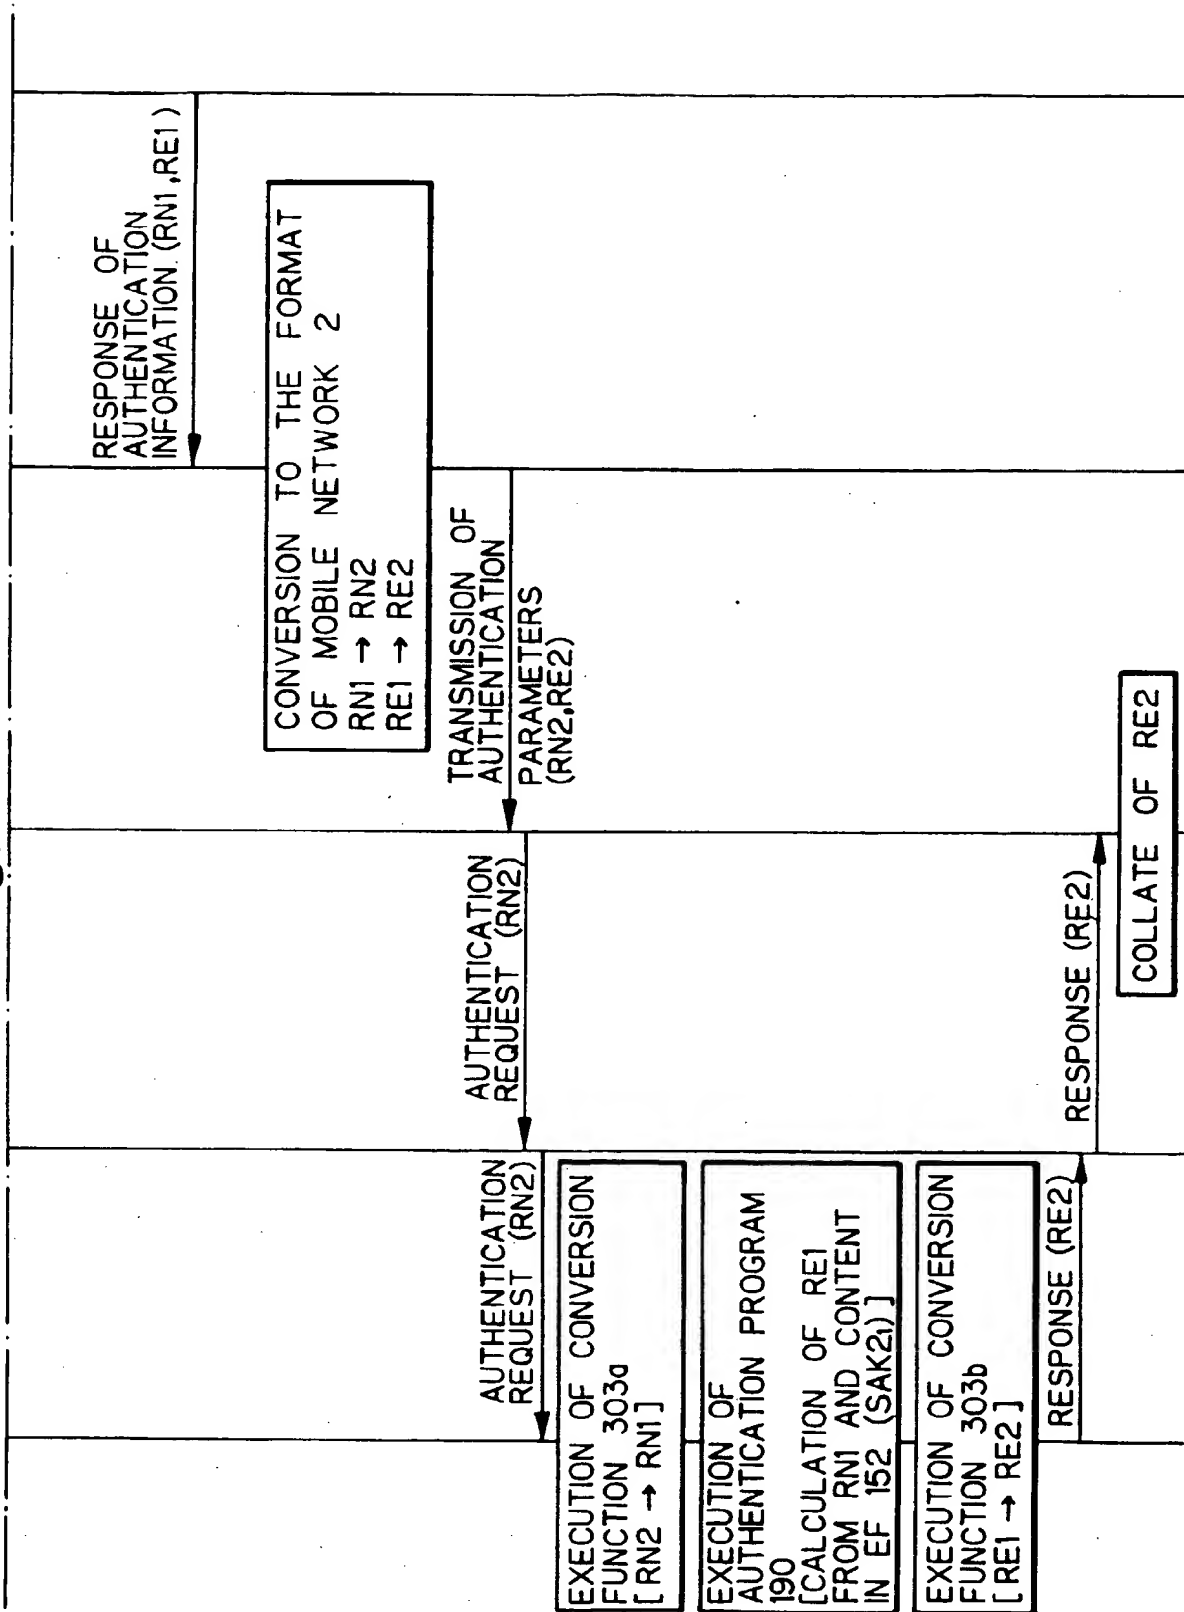 RESPONSE OF
AUTHENTICATION
INFORMATION (RN1,RE1)
CONVERSION TO THE FORMAT
OF MOBILE NETWORK 2
RN1 → RN2
RE1 → RE2
TRANSMISSION OF
AUTHENTICATION
PARAMETERS
(RN2,RE2)
AUTHENTICATION
REQUEST (RN2)
AUTHENTICATION
REQUEST (RN2)
EXECUTION OF CONVERSION
FUNCTION 303a
[RN2 → RN1]
EXECUTION OF
AUTHENTICATION PROGRAM
190
[CALCULATION OF RE1
FROM RN1 AND CONTENT
IN EF 152 (SAK21)]
EXECUTION OF CONVERSION
FUNCTION 303b
[RE1 → RE2]
RESPONSE (RE2)
RESPONSE (RE2)
COLLATE OF RE2